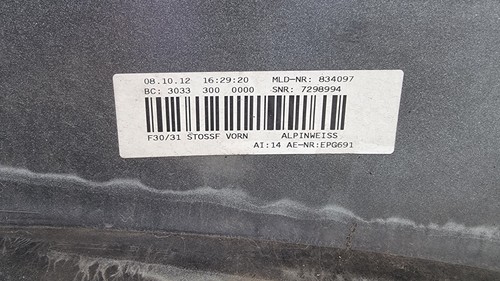 08.10.12 16:29:20 MLD-NR: 834097
BC: 3033 300 0000 SNR: 7298994
F30/31 STOSSF VORN ALPINWEISS
AI:14 AE-NR:EPG691